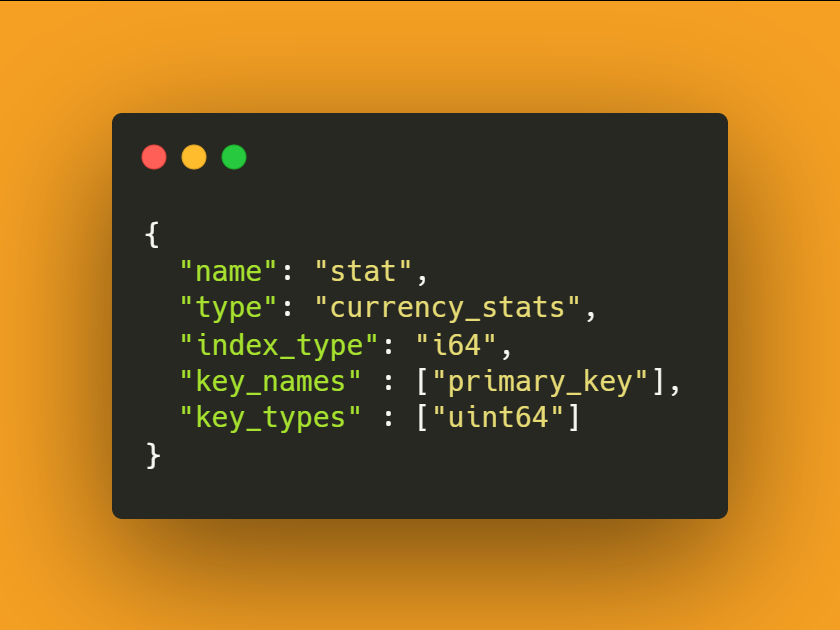 {
  "name": "stat",
  "type": "currency_stats",
  "index_type": "i64",
  "key_names" : ["primary_key"],
  "key_types" : ["uint64"]
}